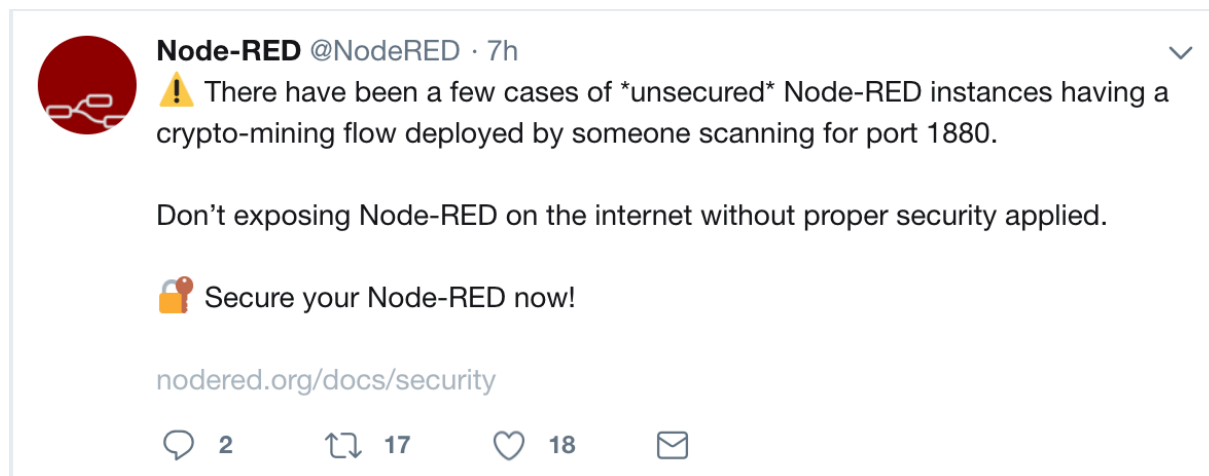 Node-RED @NodeRED · 7h
⚠️ There have been a few cases of *unsecured* Node-RED instances having a
crypto-mining flow deployed by someone scanning for port 1880.
Don’t exposing Node-RED on the internet without proper security applied.
🔐 Secure your Node-RED now!
nodered.org/docs/security
2 17 18